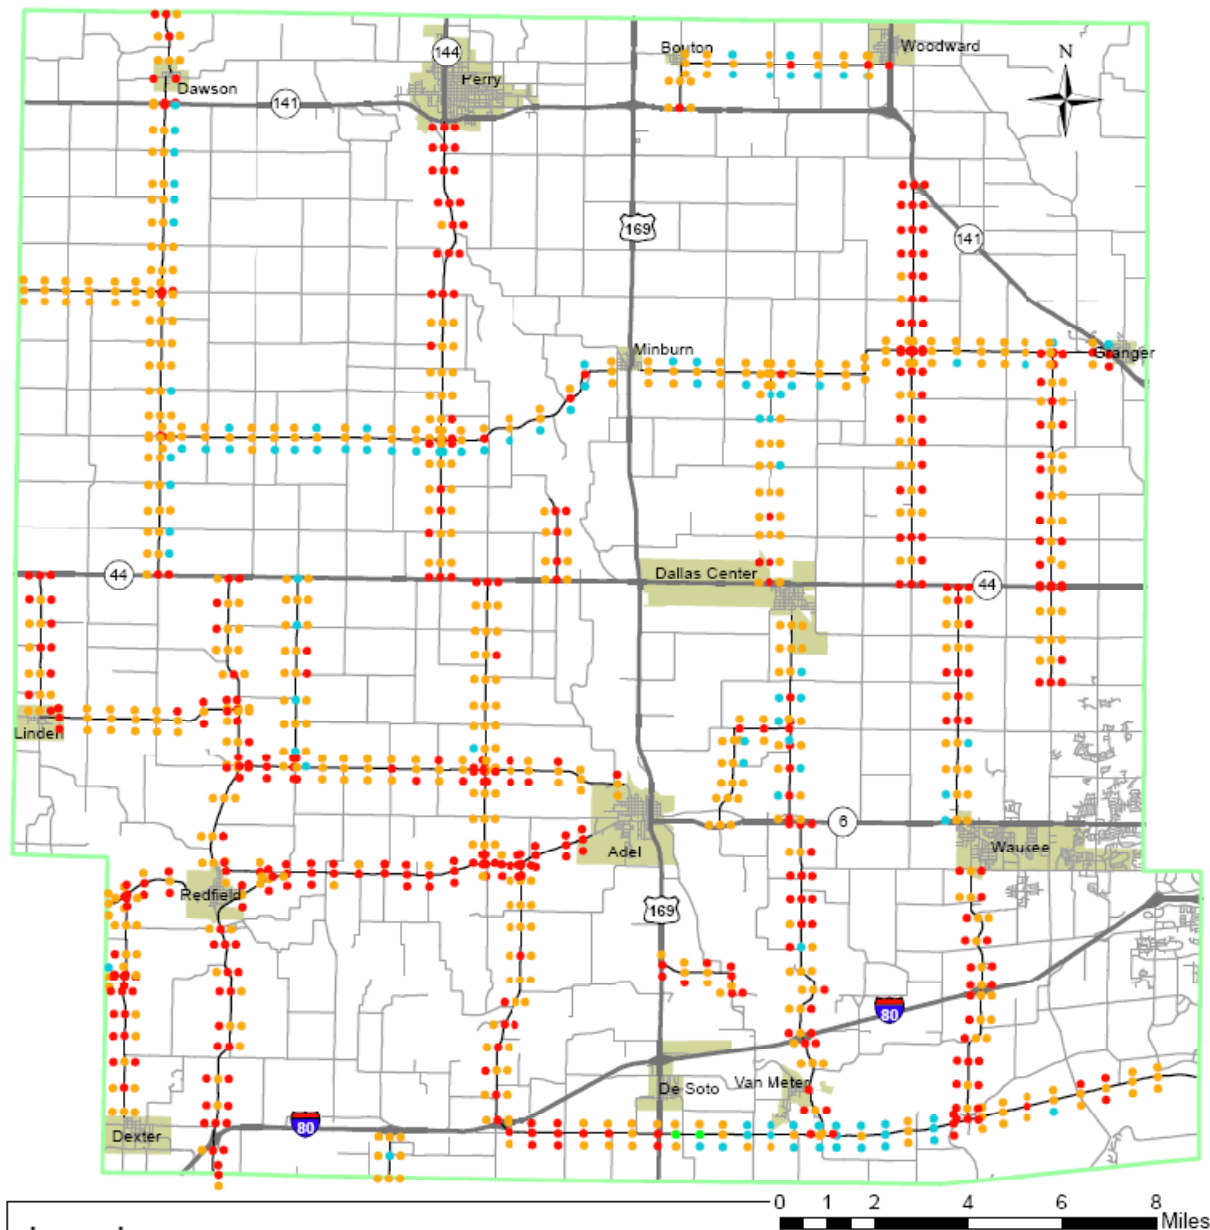 Bouton
Woodward
144
N
Perry
Dawson
141
169
141
Minburn
Granger
Dallas Center
44
44
Linden
6
Adel
Waukee
Redfield
169
80
De Soto
Van Meter
80
Dexter
0 1 2 4 6 8
Miles